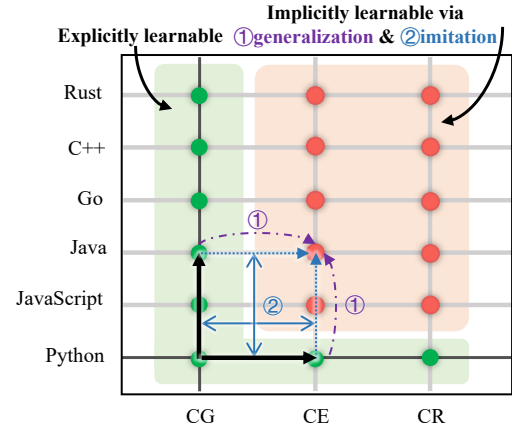 Implicitly learnable via
Explicitly learnable ①generalization & ②imitation
Rust
C++
Go
Java
JavaScript
Python
①
②
①
CG CE CR